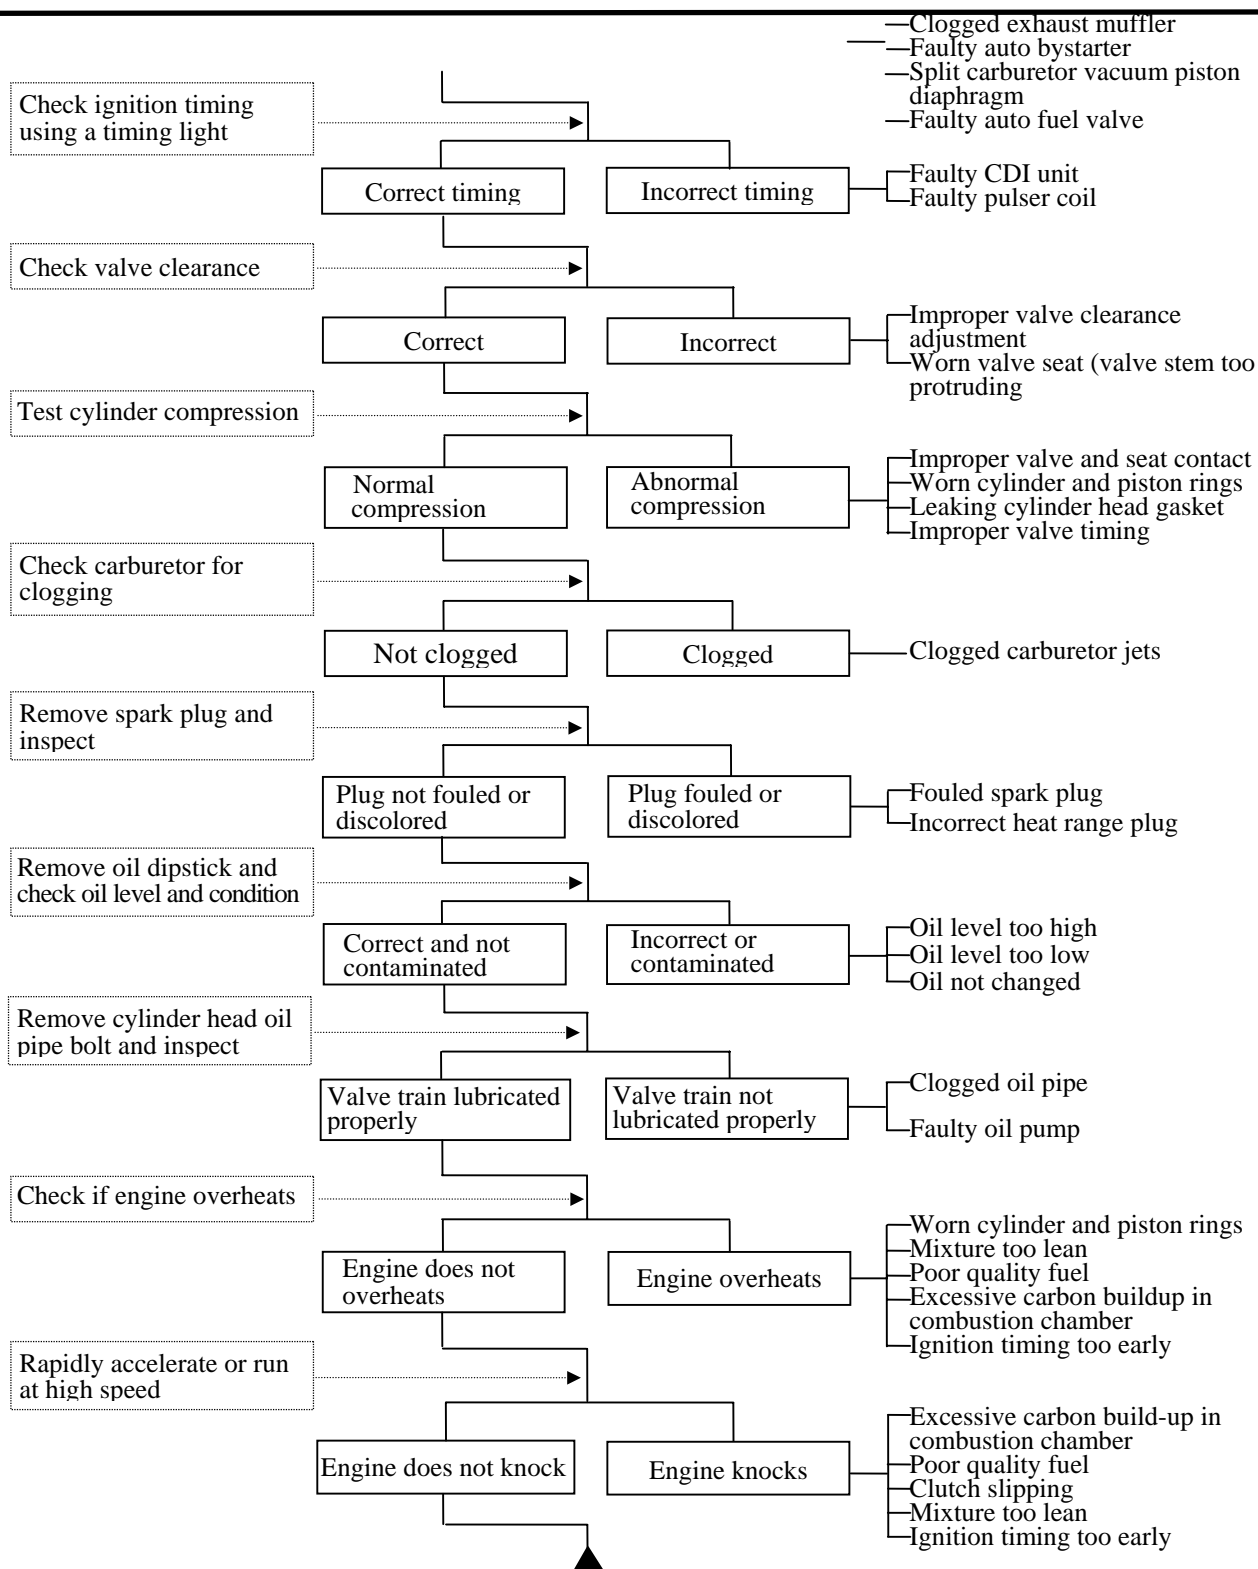 Clogged exhaust muffler
Faulty auto bystarter
Split carburetor vacuum piston
diaphragm
Faulty auto fuel valve
Check ignition timing
using a timing light
Correct timing
Incorrect timing
Faulty CDI unit
Faulty pulser coil
Check valve clearance
Correct
Incorrect
Improper valve clearance
adjustment
Worn valve seat (valve stem too
protruding
Test cylinder compression
Normal
compression
Abnormal
compression
Improper valve and seat contact
Worn cylinder and piston rings
Leaking cylinder head gasket
Improper valve timing
Check carburetor for
clogging
Not clogged
Clogged
Clogged carburetor jets
Remove spark plug and
inspect
Plug not fouled or
discolored
Plug fouled or
discolored
Fouled spark plug
Incorrect heat range plug
Remove oil dipstick and
check oil level and condition
Correct and not
contaminated
Incorrect or
contaminated
Oil level too high
Oil level too low
Oil not changed
Remove cylinder head oil
pipe bolt and inspect
Valve train lubricated
properly
Valve train not
lubricated properly
Clogged oil pipe
Faulty oil pump
Check if engine overheats
Engine does not
overheats
Engine overheats
Worn cylinder and piston rings
Mixture too lean
Poor quality fuel
Excessive carbon buildup in
combustion chamber
Ignition timing too early
Rapidly accelerate or run
at high speed
Engine does not knock
Engine knocks
Excessive carbon build-up in
combustion chamber
Poor quality fuel
Clutch slipping
Mixture too lean
Ignition timing too early